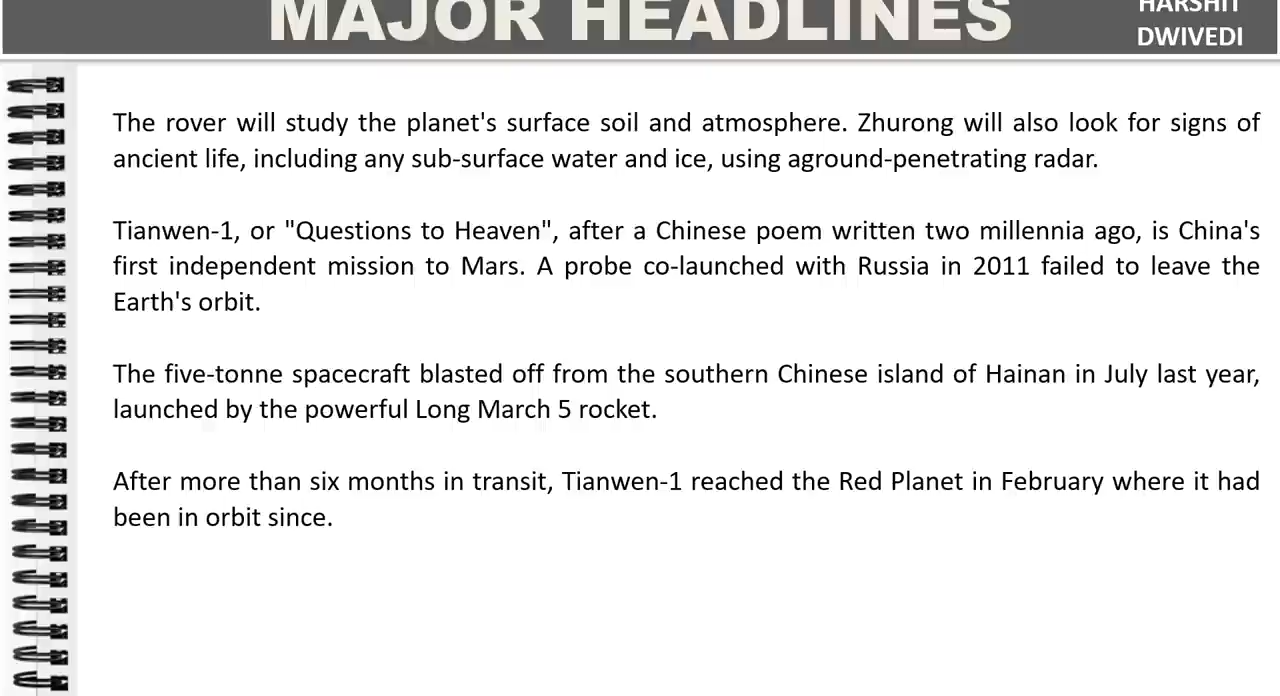 MAJOR HEADLINES
HARSHIT
DWIVEDI
The rover will study the planet's surface soil and atmosphere. Zhurong will also look for signs of
ancient life, including any sub-surface water and ice, using aground-penetrating radar.
Tianwen-1, or "Questions to Heaven", after a Chinese poem written two millennia ago, is China's
first independent mission to Mars. A probe co-launched with Russia in 2011 failed to leave the
Earth's orbit.
The five-tonne spacecraft blasted off from the southern Chinese island of Hainan in July last year,
launched by the powerful Long March 5 rocket.
After more than six months in transit, Tianwen-1 reached the Red Planet in February where it had
been in orbit since.